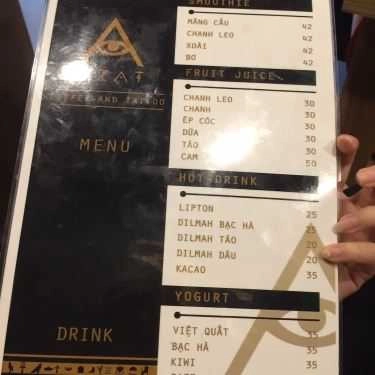 MENU
DRINK
SMOOTHIE
MÃNG CẦU 42
CHANH LEO 42
XOÀI 42
BƠ 42
FRUIT JUICE
CHANH LEO 30
CHANH 30
ÉP CÓC 30
DỪA 30
TÁO 30
CAM 50
HOT-DRINK
LIPTON 25
DILMAH BẠC HÀ 25
DILMAH TÁO 20
DILMAH DÂU 20
KACAO 35
YOGURT
VIỆT QUẤT 35
BẠC HÀ 35
KIWI 35